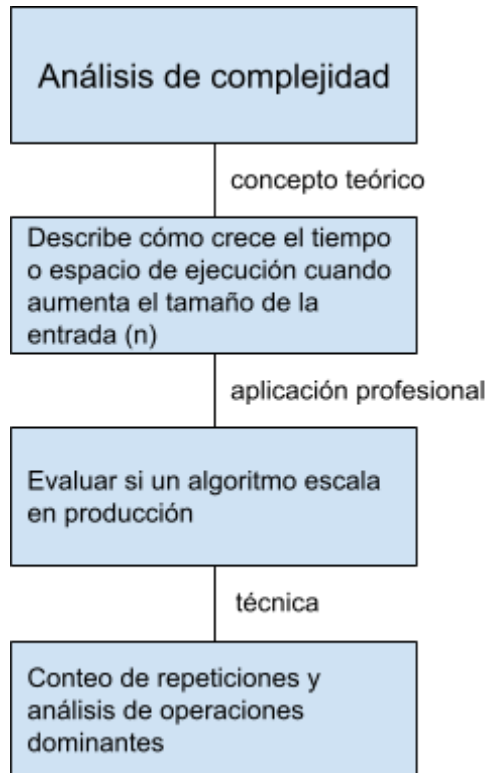 Análisis de complejidad
concepto teórico
Describe cómo crece el tiempo
o espacio de ejecución cuando
aumenta el tamaño de la
entrada (n)
aplicación profesional
Evaluar si un algoritmo escala
en producción
técnica
Conteo de repeticiones y
análisis de operaciones
dominantes